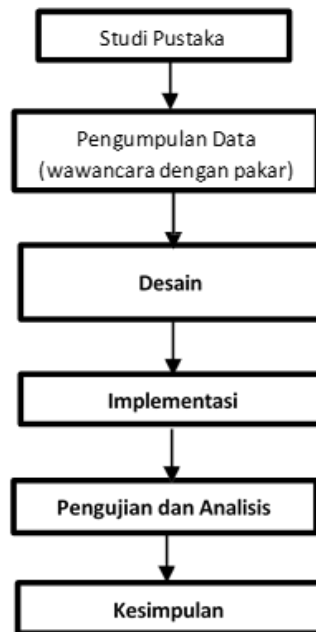 Studi Pustaka
Pengumpulan Data
(wawancara dengan pakar)
Desain
Implementasi
Pengujian dan Analisis
Kesimpulan